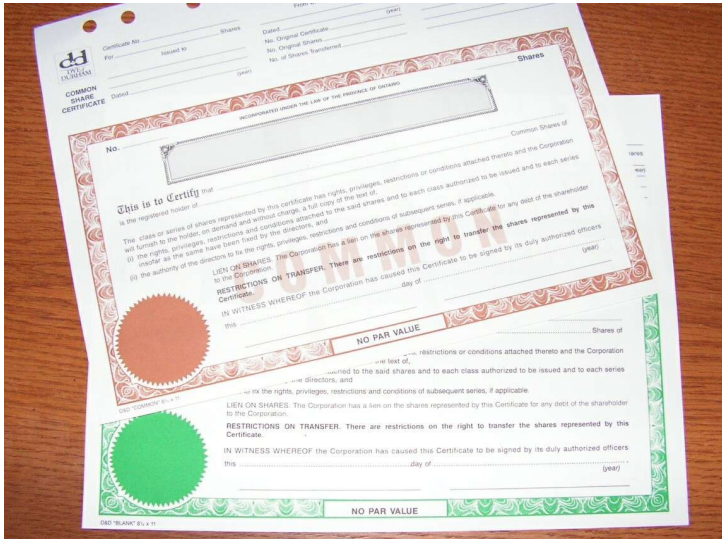 From
(year)
Certificate No. Shares
Dated
For Issued to
No. Original Certificate
No. Original Shares
No. of Shares Transferred
(year)
Dated
dd
DYE &
DURHAM
COMMON
SHARE
CERTIFICATE
No. Shares
INCORPORATED UNDER THE LAW OF THE PROVINCE OF ONTARIO
This is to Certify that
is the registered holder of Common Shares of
The class or series of shares represented by this certificate has rights, privileges, restrictions or conditions attached thereto and the Corporation
will furnish to the holder, on demand and without charge, a full copy of the text of,
(i) the rights, privileges, restrictions and conditions attached to the said shares and to each class authorized to be issued and to each series
insofar as the same have been fixed by the directors, and
(ii) the authority of the directors to fix the rights, privileges, restrictions and conditions of subsequent series, if applicable.
LIEN ON SHARES. The Corporation has a lien on the shares represented by this Certificate for any debt of the shareholder
to the Corporation.
RESTRICTIONS ON TRANSFER. There are restrictions on the right to transfer the shares represented by this
Certificate.
IN WITNESS WHEREOF the Corporation has caused this Certificate to be signed by its duly authorized officers
this day of (year)
COMMON
NO PAR VALUE
D&D "COMMON" 8½ x 11
Shares of
restrictions or conditions attached thereto and the Corporation
the text of,
to the said shares and to each class authorized to be issued and to each series
directors, and
to fix the rights, privileges, restrictions and conditions of subsequent series, if applicable.
LIEN ON SHARES. The Corporation has a lien on the shares represented by this Certificate for any debt of the shareholder
to the Corporation.
RESTRICTIONS ON TRANSFER. There are restrictions on the right to transfer the shares represented by this
Certificate.
IN WITNESS WHEREOF the Corporation has caused this Certificate to be signed by its duly authorized officers
this day of
(year)
NO PAR VALUE
D&D "BLANK" 8½ x 11